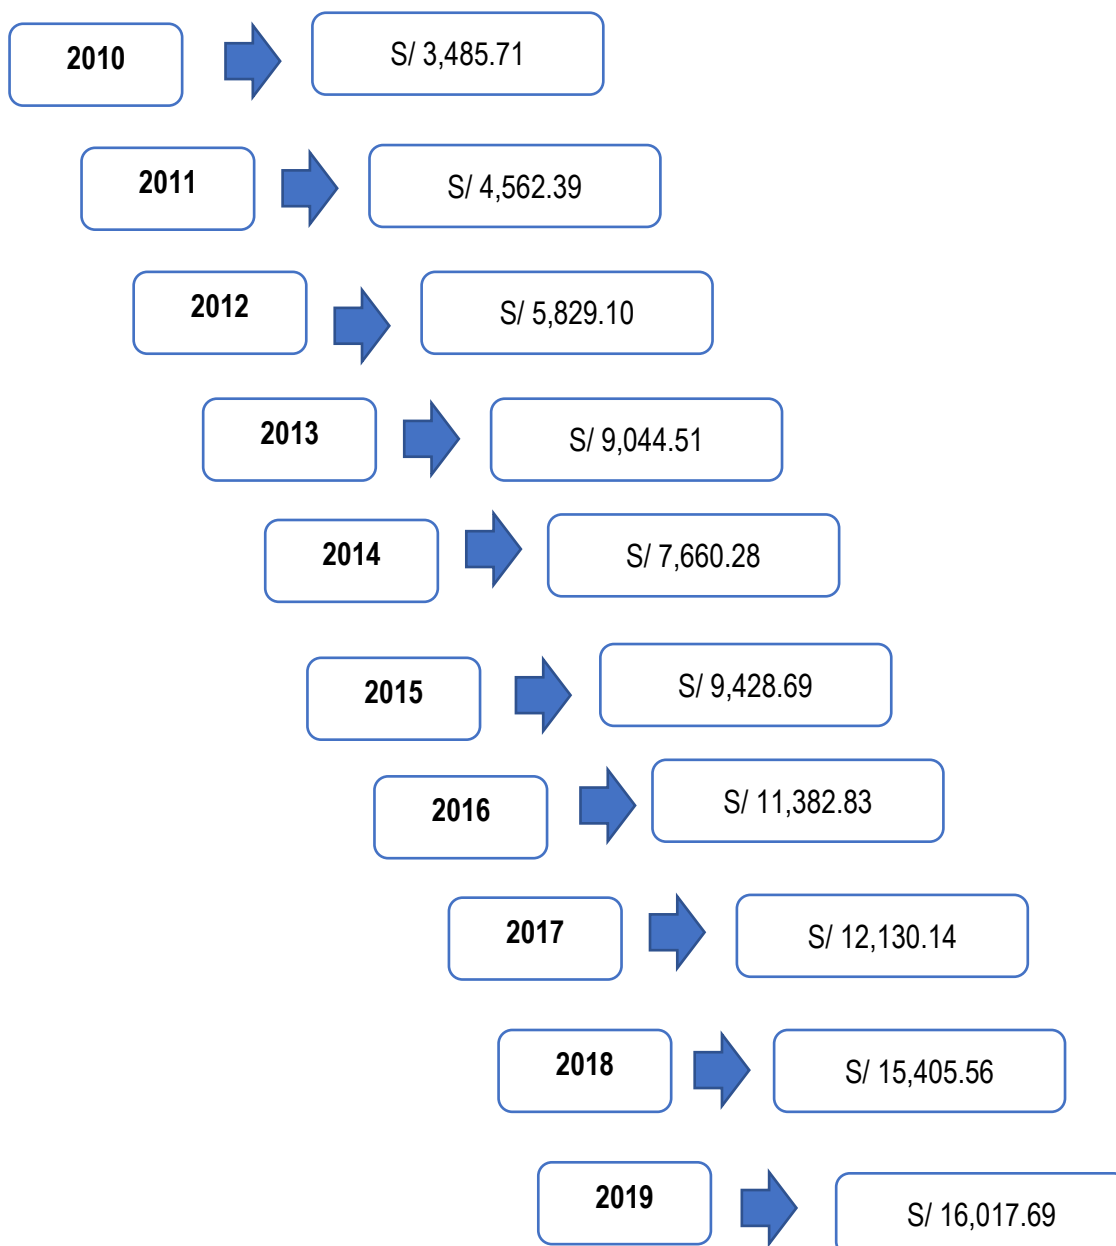 2010
S/ 3,485.71
2011
S/ 4,562.39
2012
S/ 5,829.10
2013
S/ 9,044.51
2014
S/ 7,660.28
2015
S/ 9,428.69
2016
S/ 11,382.83
2017
S/ 12,130.14
2018
S/ 15,405.56
2019
S/ 16,017.69